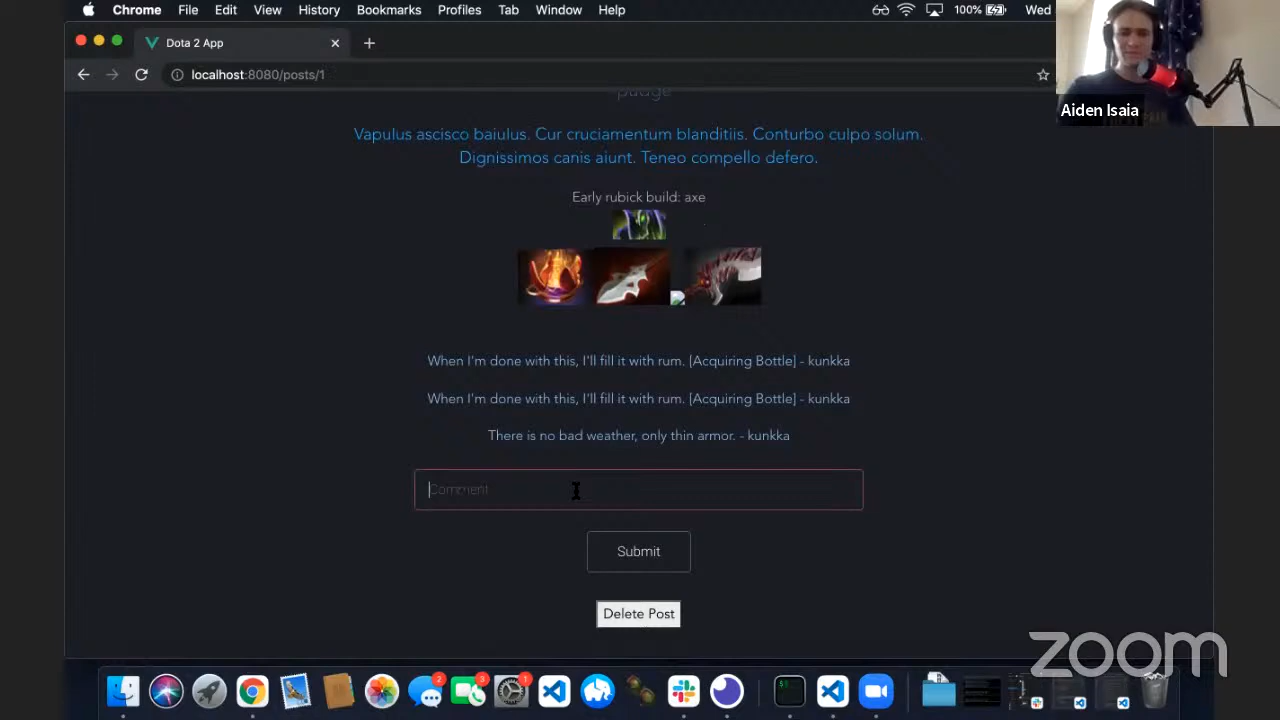 Chrome File Edit View History Bookmarks Profiles Tab Window Help 100% Wed
Dota 2 App
localhost:8080/posts/1
Aiden Isaia
pudge
Vapulus ascisco baiulus. Cur cruciamentum blanditiis. Conturbo culpo solum.
Dignissimos canis aiunt. Teneo compello defero.
Early rubick build: axe
When I'm done with this, I'll fill it with rum. [Acquiring Bottle] - kunkka
When I'm done with this, I'll fill it with rum. [Acquiring Bottle] - kunkka
There is no bad weather, only thin armor. - kunkka
Comment
Submit
Delete Post
zoom
2
3
1